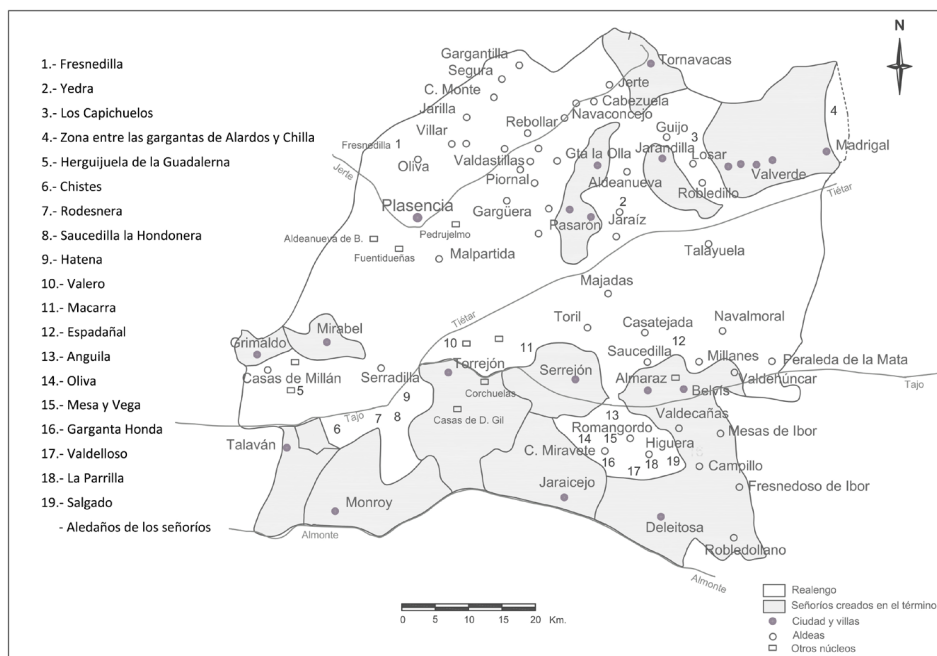 1.- Fresnedilla
2.- Yedra
3.- Los Capichuelos
4.- Zona entre las gargantas de Alardos y Chilla
5.- Herguijuela de la Guadalerna
6.- Chistes
7.- Rodesnera
8.- Saucedilla la Hondonera
9.- Hatena
10.- Valero
11.- Macarra
12.- Espadañal
13.- Anguila
14.- Oliva
15.- Mesa y Vega
16.- Garganta Honda
17.- Valdelloso
18.- La Parrilla
19.- Salgado
- Aledaños de los señoríos
N
Gargantilla
Segura
C. Monte
Jarilla
Villar
Fresnedilla 1
Oliva
Jerte
Plasencia
Aldeanueva de B.
Pedrujelmo
Fuentidueñas
Malpartida
Tornavacas
Jerte
Cabezuela
Navaconcejo
Rebollar
Valdastillas
Piornal
Gargüera
Gtá la Olla
Aldeanueva
Pasarón
2
Jaraíz
Guijo
3
Jarandilla
Losar
Robledillo
4
Madrigal
Valverde
Tiétar
Talayuela
Majadas
Tiétar
Toril
Casatejada
Navalmoral
12
Saucedilla
Millanes
Peraleda de la Mata
Almaraz
Belvís
Valdehúncar
Tajo
Grimaldo
Mirabel
Casas de Millán
5
Serradilla
10
Torrejón
11
Serrejón
Corchuelas
Casas de D. Gil
9
Tajo
6
7
8
Talaván
Monroy
Almonte
13
Romangordo
14
15
C. Miravete
16
17
Higuera
18
19
Valdecañas
Mesas de Ibor
Campillo
Fresnedoso de Ibor
Jaraicejo
Deleitosa
Robledollano
Almonte
0 5 10 15 20 Km.
Realengo
Señoríos creados en el término
Ciudad y villas
Aldeas
Otros núcleos